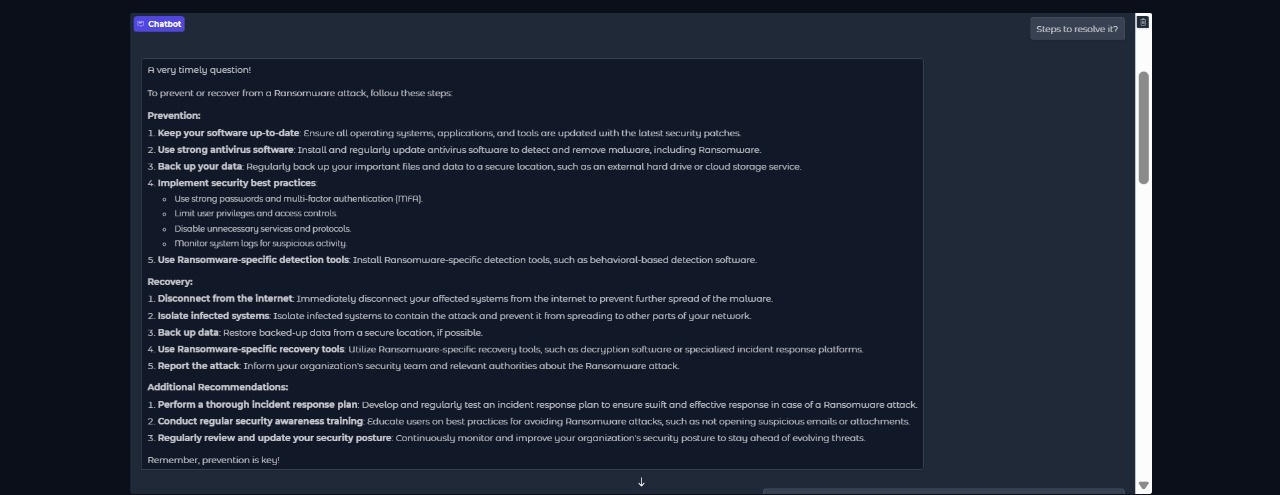 Chatbot
Steps to resolve it?
A very timely question!
To prevent or recover from a Ransomware attack, follow these steps:
Prevention:
1. Keep your software up-to-date: Ensure all operating systems, applications, and tools are updated with the latest security patches.
2. Use strong antivirus software: Install and regularly update antivirus software to detect and remove malware, including Ransomware.
3. Back up your data: Regularly back up your important files and data to a secure location, such as an external hard drive or cloud storage service.
4. Implement security best practices:
Use strong passwords and multi-factor authentication (MFA).
Limit user privileges and access controls.
Disable unnecessary services and protocols.
Monitor system logs for suspicious activity.
5. Use Ransomware-specific detection tools: Install Ransomware-specific detection tools, such as behavioral-based detection software.
Recovery:
1. Disconnect from the internet: Immediately disconnect your affected systems from the internet to prevent further spread of the malware.
2. Isolate infected systems: Isolate infected systems to contain the attack and prevent it from spreading to other parts of your network.
3. Back up data: Restore backed-up data from a secure location, if possible.
4. Use Ransomware-specific recovery tools: Utilize Ransomware-specific recovery tools, such as decryption software or specialized incident response platforms.
5. Report the attack: Inform your organization's security team and relevant authorities about the Ransomware attack.
Additional Recommendations:
1. Perform a thorough incident response plan: Develop and regularly test an incident response plan to ensure swift and effective response in case of a Ransomware attack.
2. Conduct regular security awareness training: Educate users on best practices for avoiding Ransomware attacks, such as not opening suspicious emails or attachments.
3. Regularly review and update your security posture: Continuously monitor and improve your organization's security posture to stay ahead of evolving threats.
Remember, prevention is key!